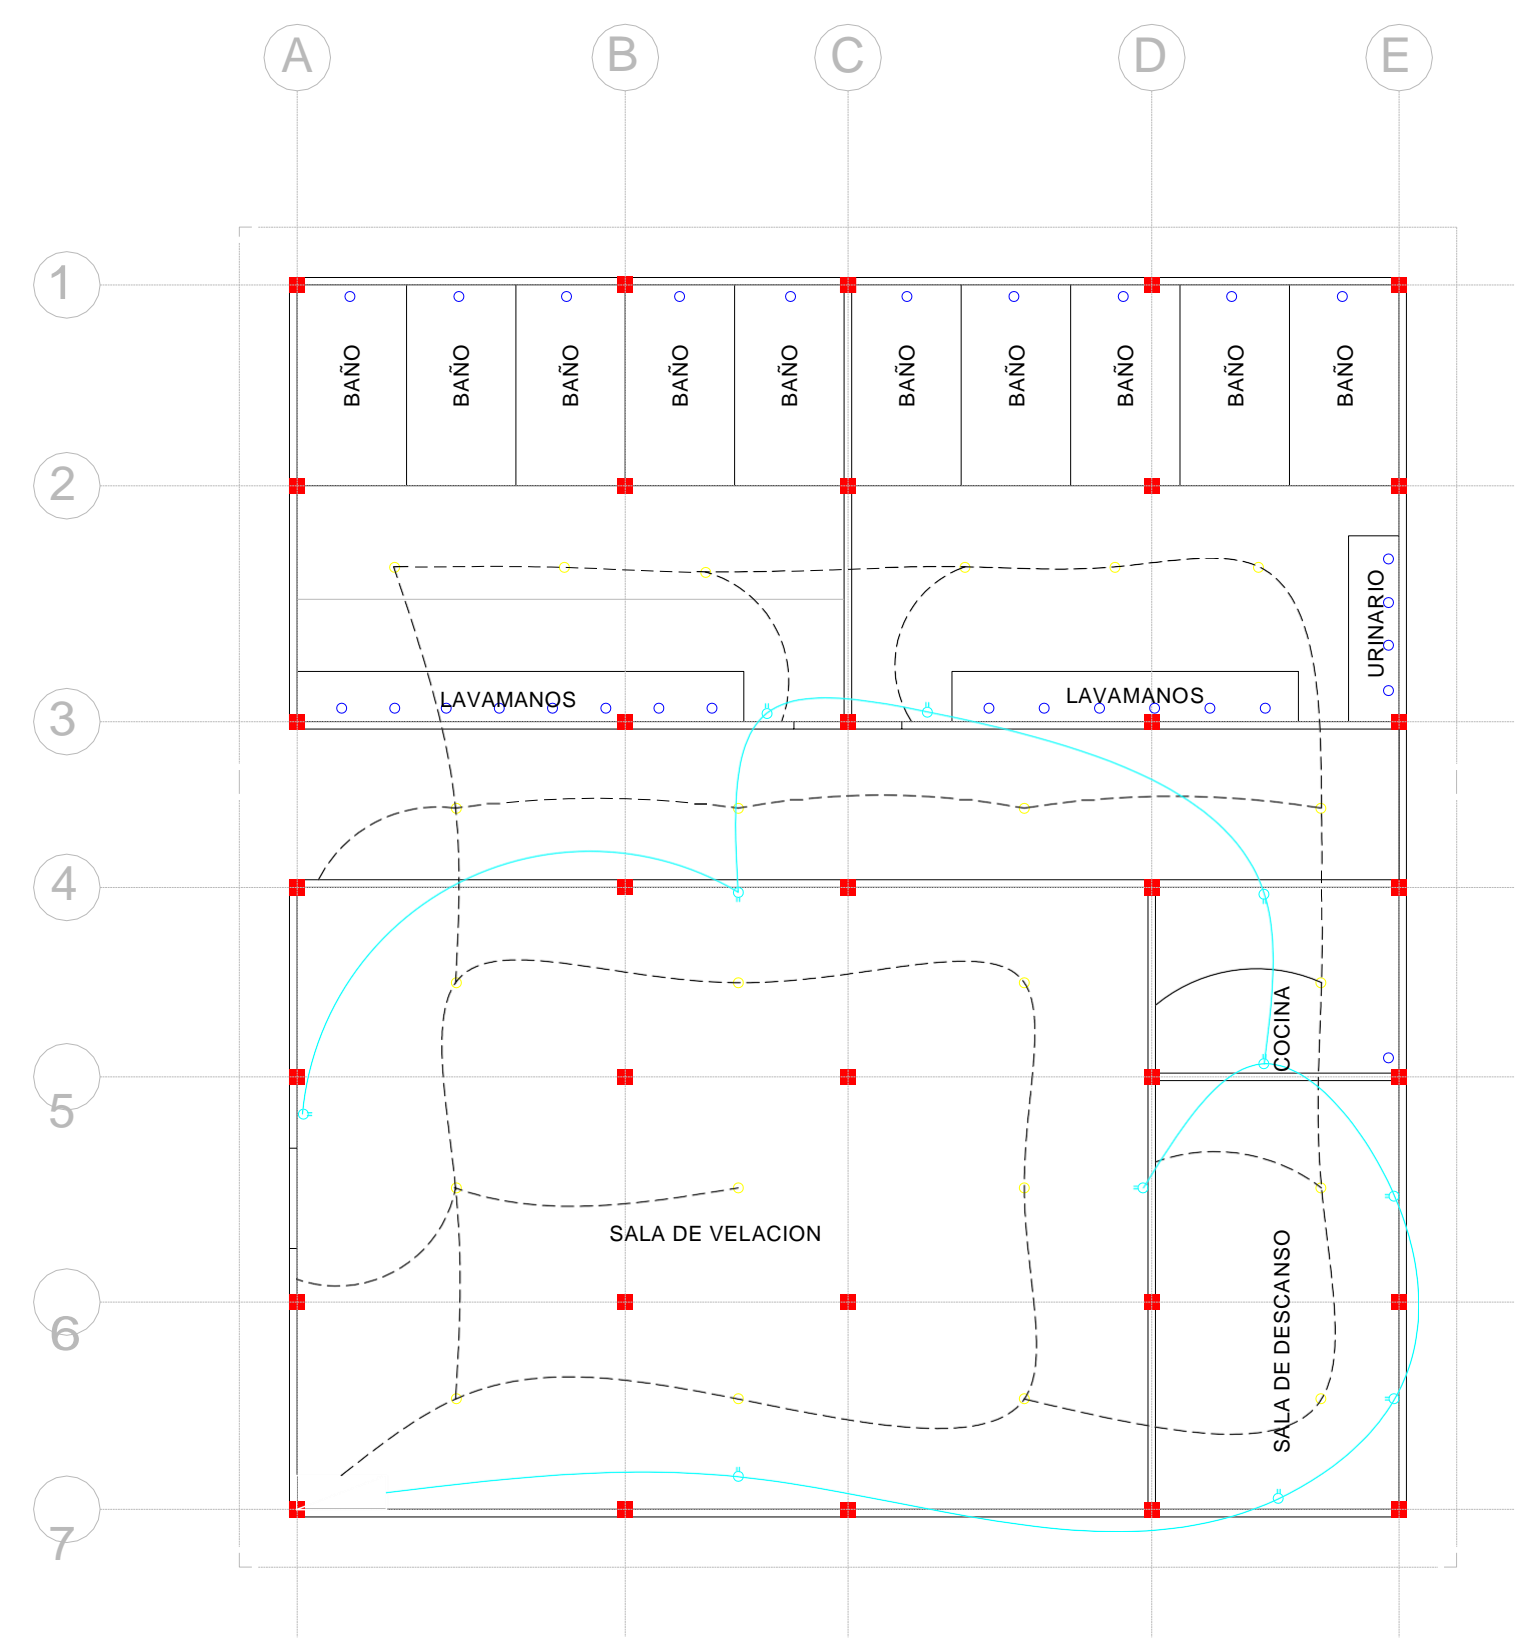 A B C D E
1
BAÑO BAÑO BAÑO BAÑO BAÑO BAÑO BAÑO BAÑO BAÑO BAÑO
2
URINARIO
LAVAMANOS LAVAMANOS
3
4
COCINA
5
SALA DE VELACION
SALA DE DESCANSO
6
7